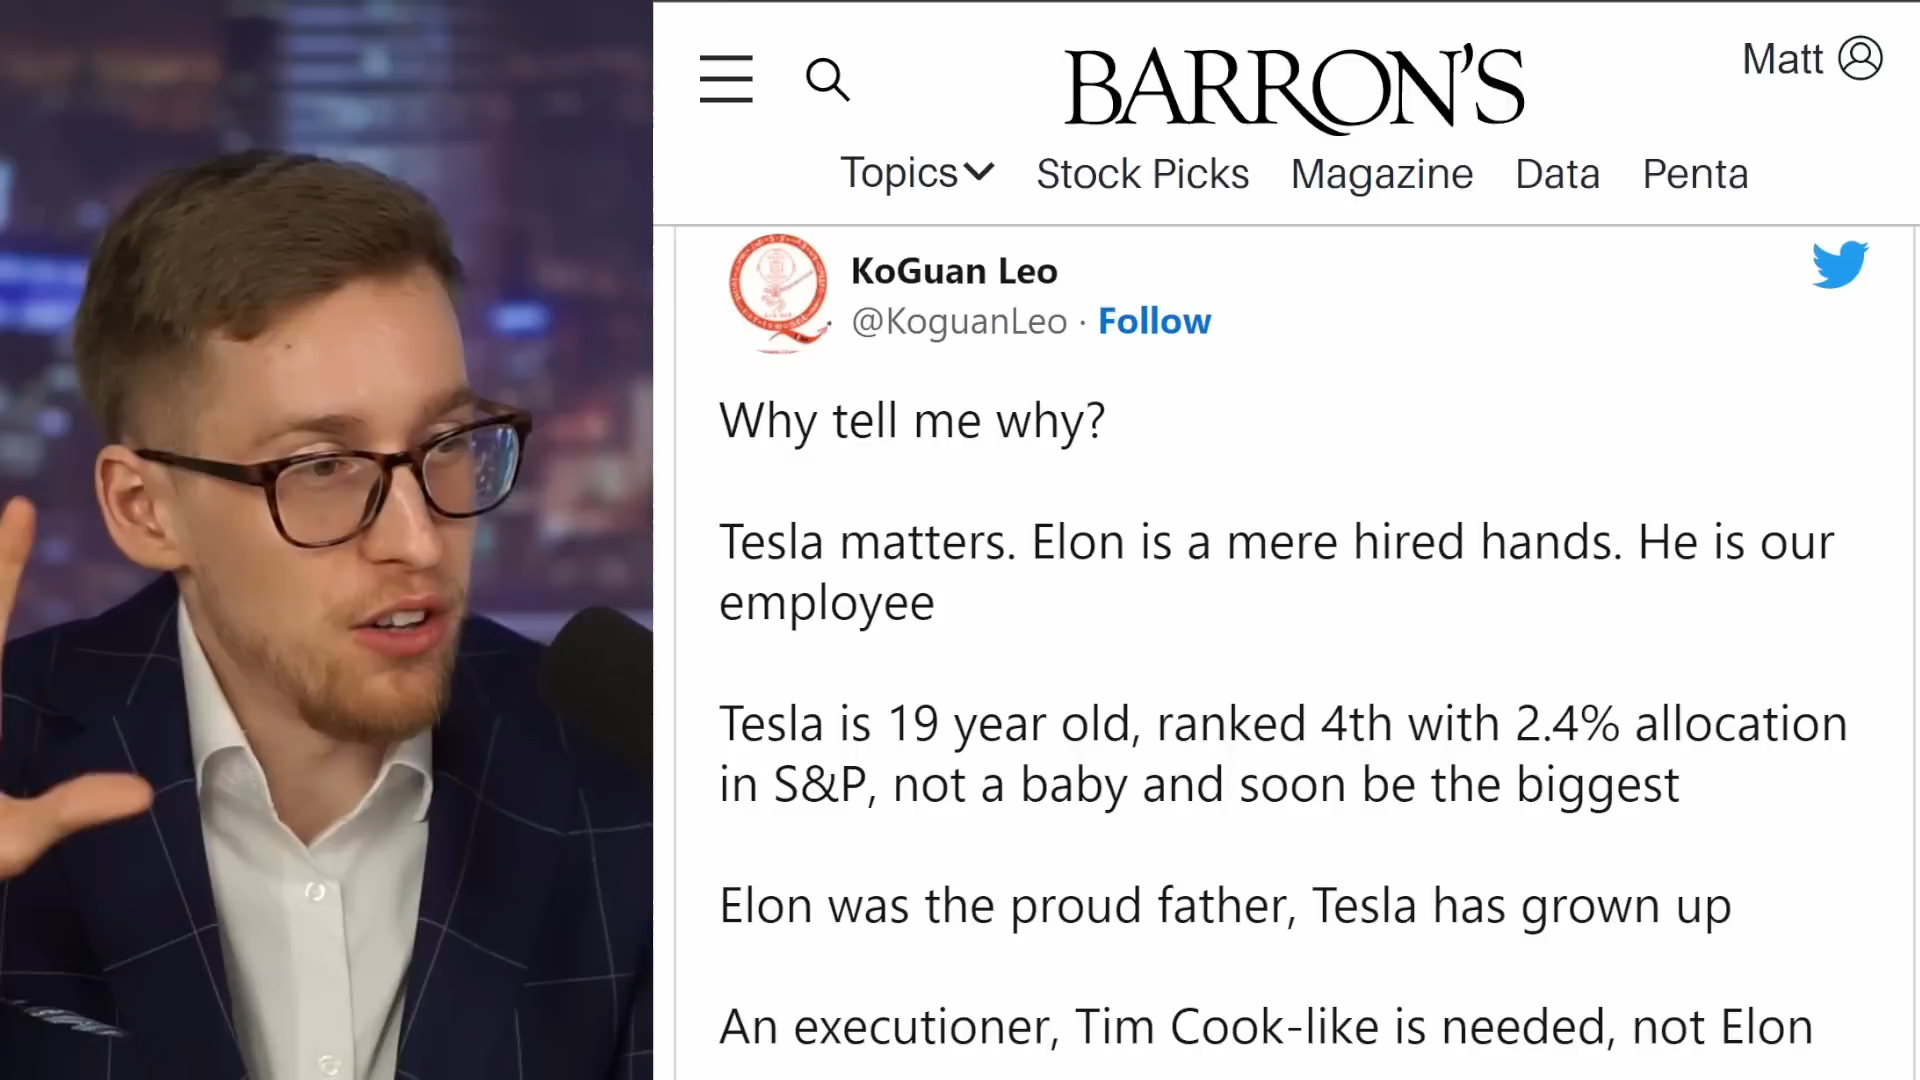 BARRON'S
Matt
Topics Stock Picks Magazine Data Penta
KoGuan Leo
@KoguanLeo · Follow
Why tell me why?
Tesla matters. Elon is a mere hired hands. He is our
employee
Tesla is 19 year old, ranked 4th with 2.4% allocation
in S&P, not a baby and soon be the biggest
Elon was the proud father, Tesla has grown up
An executioner, Tim Cook-like is needed, not Elon